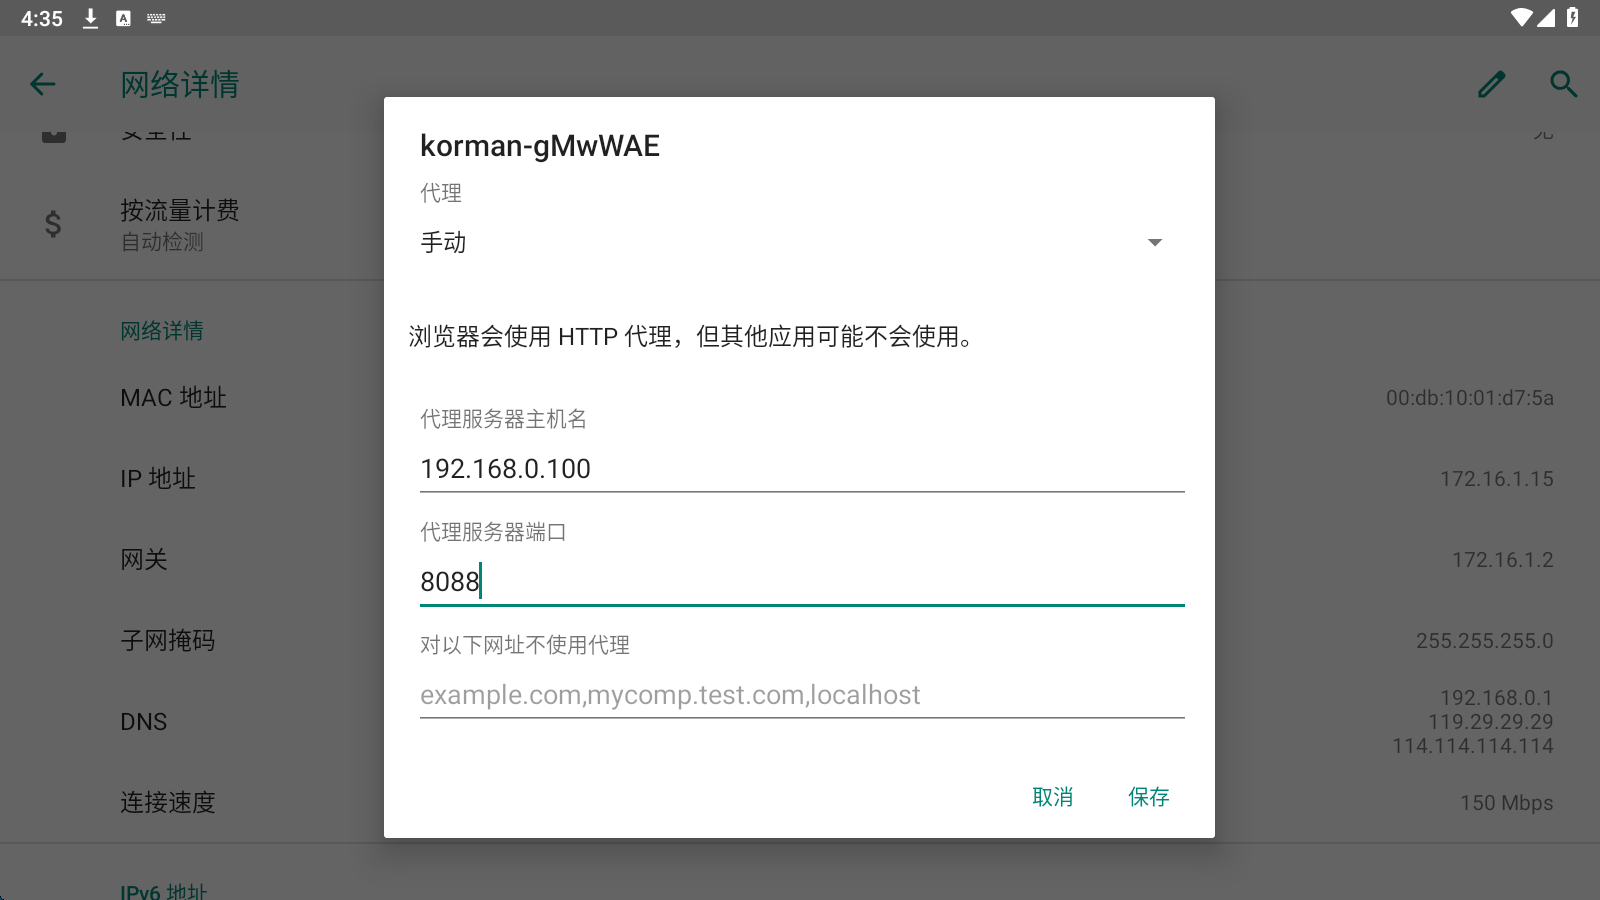 4:35
网络详情
安全性
无
按流量计费
自动检测
网络详情
MAC 地址
00:db:10:01:d7:5a
IP 地址
172.16.1.15
网关
172.16.1.2
子网掩码
255.255.255.0
DNS
192.168.0.1
119.29.29.29
114.114.114.114
连接速度
150 Mbps
IPv6 地址
korman-gMwWAE
代理
手动
浏览器会使用 HTTP 代理，但其他应用可能不会使用。
代理服务器主机名
192.168.0.100
代理服务器端口
8088
对以下网址不使用代理
example.com,mycomp.test.com,localhost
取消
保存